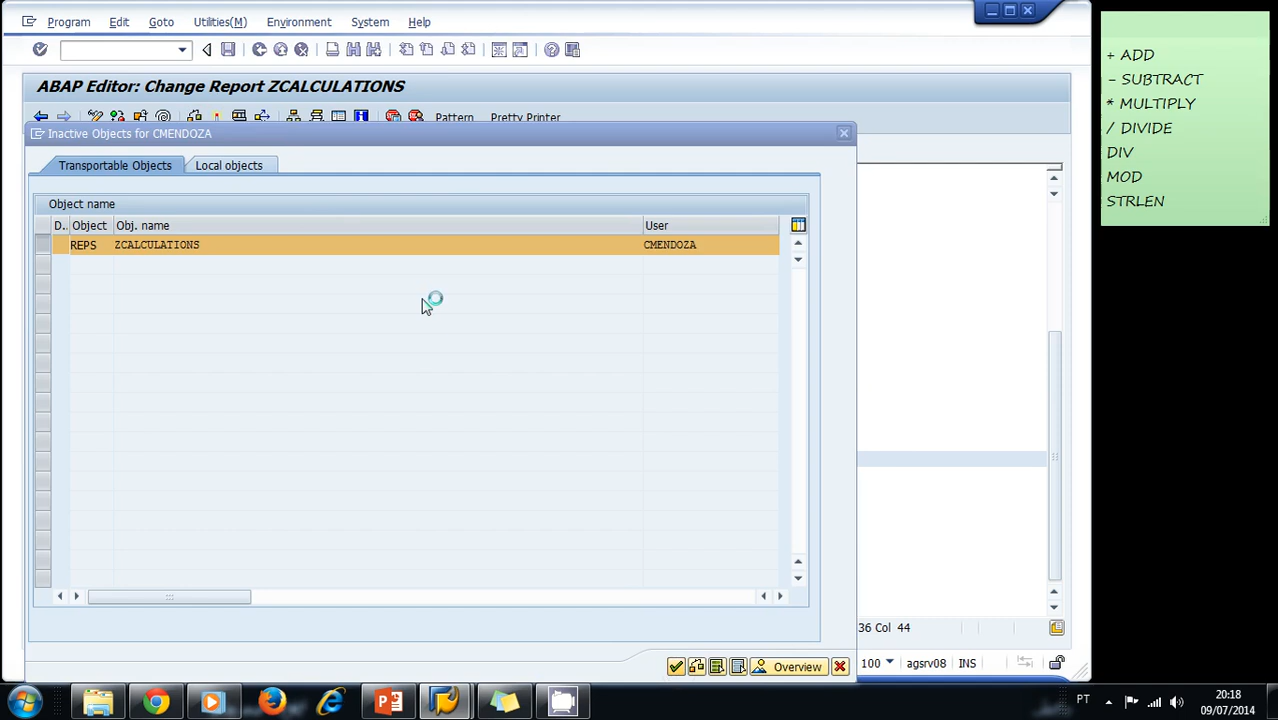 Program Edit Goto Utilities(M) Environment System Help
ABAP Editor: Change Report ZCALCULATIONS
Pattern Pretty Printer
Inactive Objects for CMENDOZA
Transportable Objects Local objects
Object name
D.. Object Obj. name User
REPS ZCALCULATIONS CMENDOZA
36 Col 44
Overview
100 agsrv08 INS
PT 20:18
09/07/2014
+ ADD
- SUBTRACT
* MULTIPLY
/ DIVIDE
DIV
MOD
STRLEN